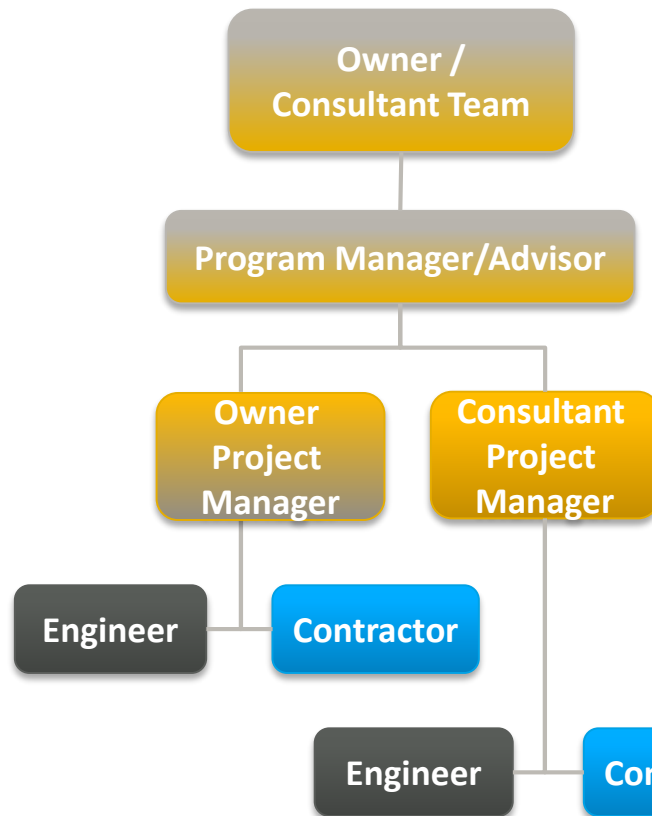 Owner /
Consultant Team
Program Manager/Advisor
Owner
Project
Manager
Consultant
Project
Manager
Engineer
Contractor
Engineer